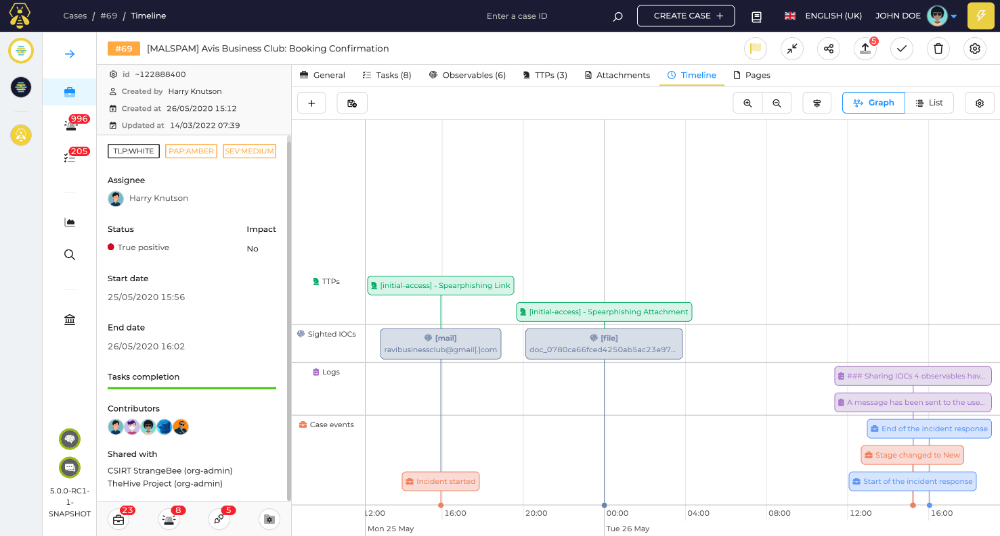 Cases / #69 / Timeline
Enter a case ID
CREATE CASE +
ENGLISH (UK)
JOHN DOE
#69 [MALSPAM] Avis Business Club: Booking Confirmation
5
996
205
5.0.0-RC1-
1-
SNAPSHOT
id ~122888400
Created by Harry Knutson
Created at 26/05/2020 15:12
Updated at 14/03/2022 07:39
TLP:WHITE PAP:AMBER SEV:MEDIUM
Assignee
Harry Knutson
Status Impact
True positive No
Start date
25/05/2020 15:56
End date
26/05/2020 16:02
Tasks completion
Contributors
Shared with
CSIRT StrangeBee (org-admin)
TheHive Project (org-admin)
23 8 5
General Tasks (8) Observables (6) TTPs (3) Attachments Timeline Pages
Graph List
TTPs
[initial-access] - Spearphishing Link
[initial-access] - Spearphishing Attachment
Sighted IOCs
[mail]
ravibusinessclub@gmail[.]com
[file]
doc_0780ca66fced4250ab5ac23e97...
Logs
### Sharing IOCs 4 observables hav...
A message has been sent to the use...
Case events
End of the incident response
Stage changed to New
Incident started
Start of the incident response
12:00 16:00 20:00 00:00 04:00 08:00 12:00 16:00
Mon 25 May Tue 26 May